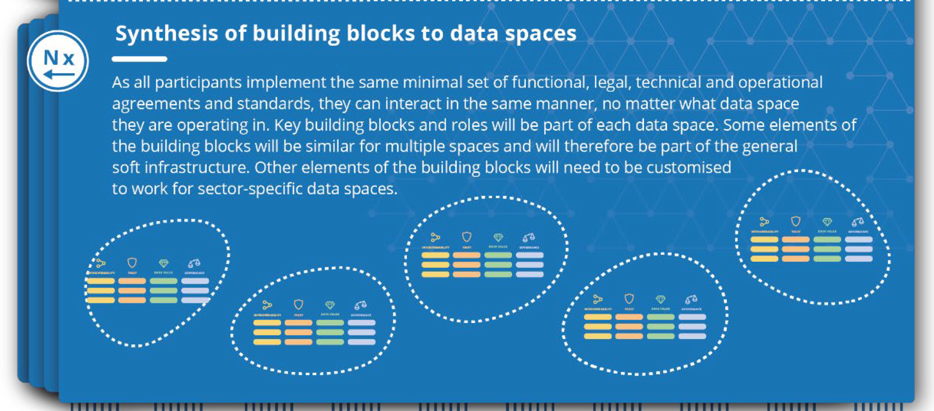 Synthesis of building blocks to data spaces
Nx
As all participants implement the same minimal set of functional, legal, technical and operational
agreements and standards, they can interact in the same manner, no matter what data space
they are operating in. Key building blocks and roles will be part of each data space. Some elements of
the building blocks will be similar for multiple spaces and will therefore be part of the general
soft infrastructure. Other elements of the building blocks will need to be customised
to work for sector-specific data spaces.
INTEROPERABILITY TRUST DATA VALUE GOVERNANCE
INTEROPERABILITY TRUST DATA VALUE GOVERNANCE
INTEROPERABILITY TRUST DATA VALUE GOVERNANCE
INTEROPERABILITY TRUST DATA VALUE GOVERNANCE
INTEROPERABILITY TRUST DATA VALUE GOVERNANCE